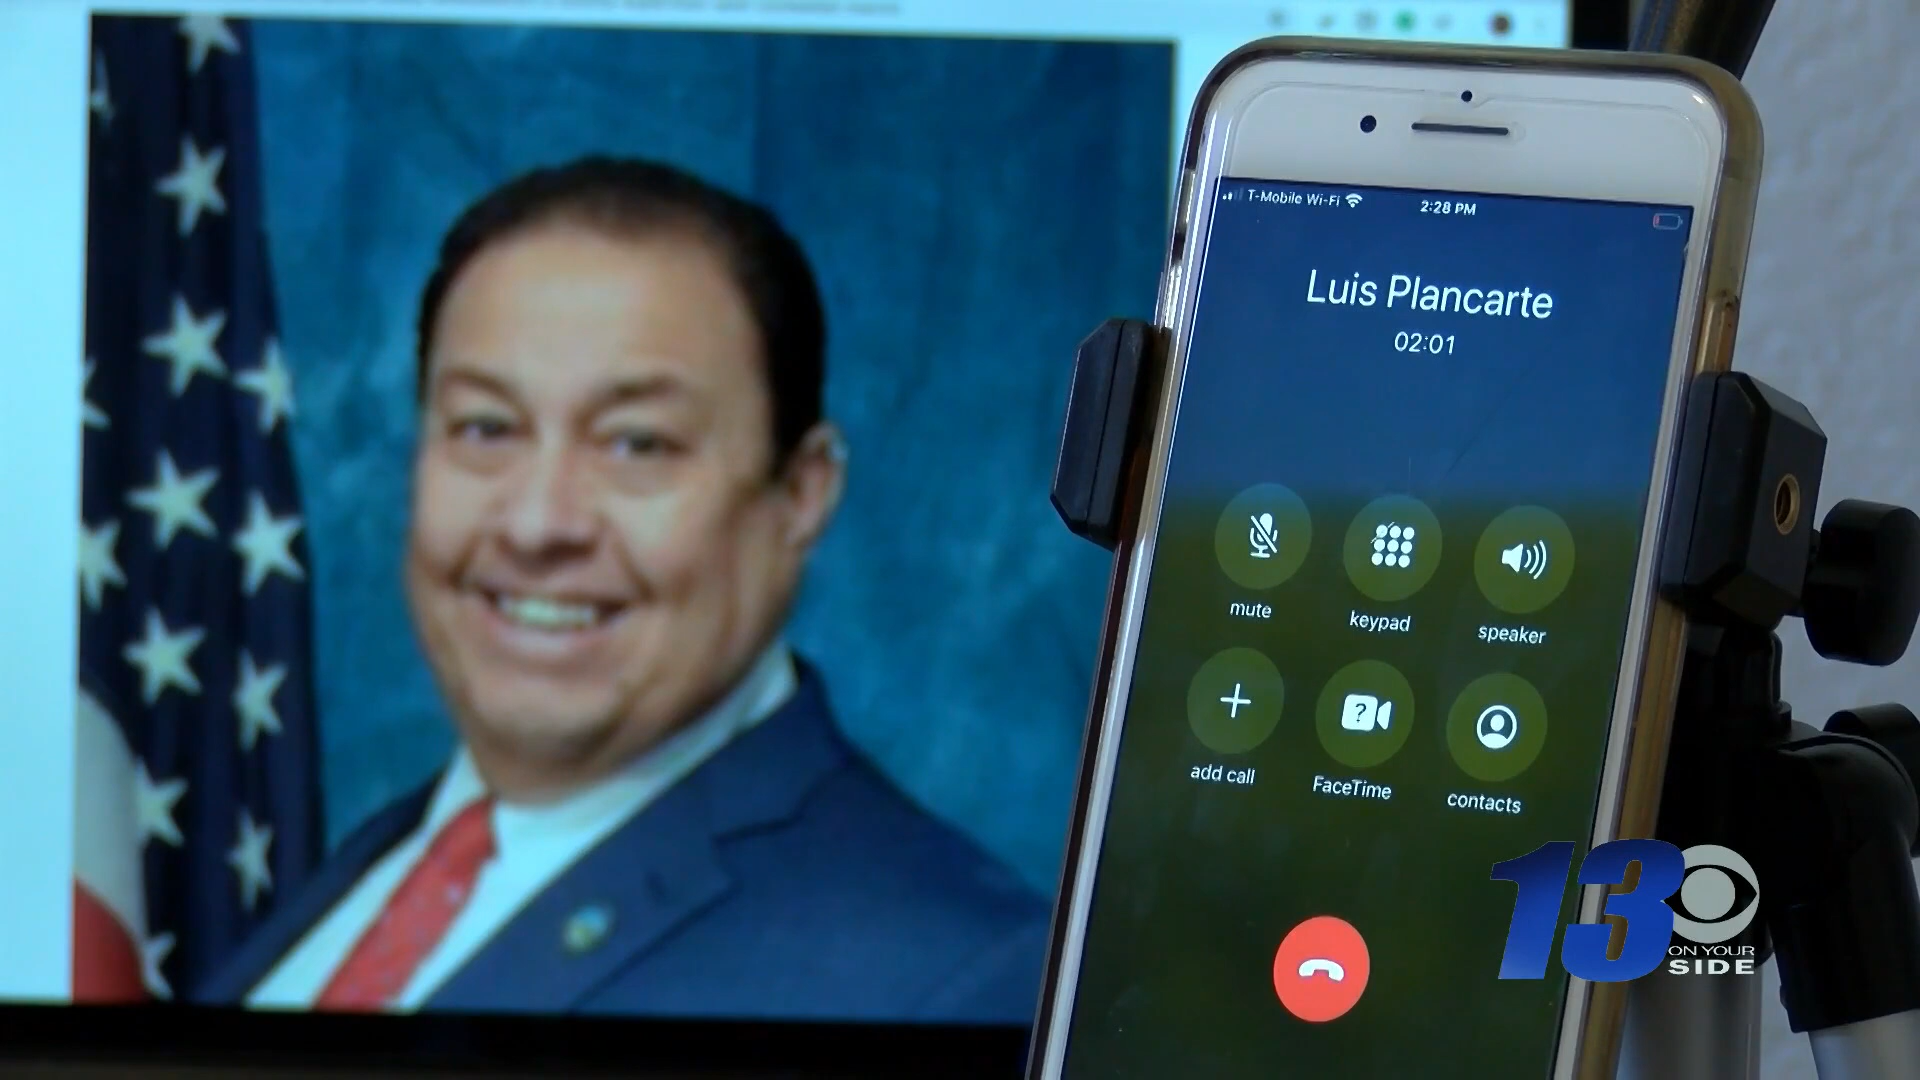 T-Mobile Wi-Fi
2:28 PM
Luis Plancarte
02:01
mute
keypad
speaker
?
add call
FaceTime
contacts
13
ON YOUR
SIDE